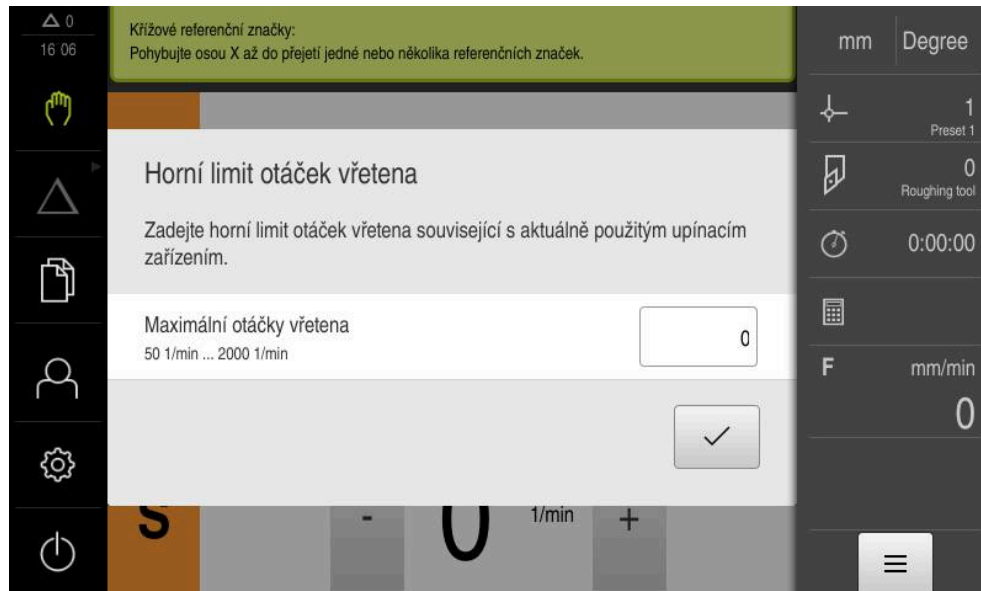 0
16 06
Křížové referenční značky:
Pohybujte osou X až do přejetí jedné nebo několika referenčních značek.
mm
Degree
1
Preset 1
0
Roughing tool
0:00:00
F
mm/min
0
Horní limit otáček vřetena
Zadejte horní limit otáček vřetena související s aktuálně použitým upínacím
zařízením.
Maximální otáčky vřetena
50 1/min ... 2000 1/min
0
S
-
0
1/min
+